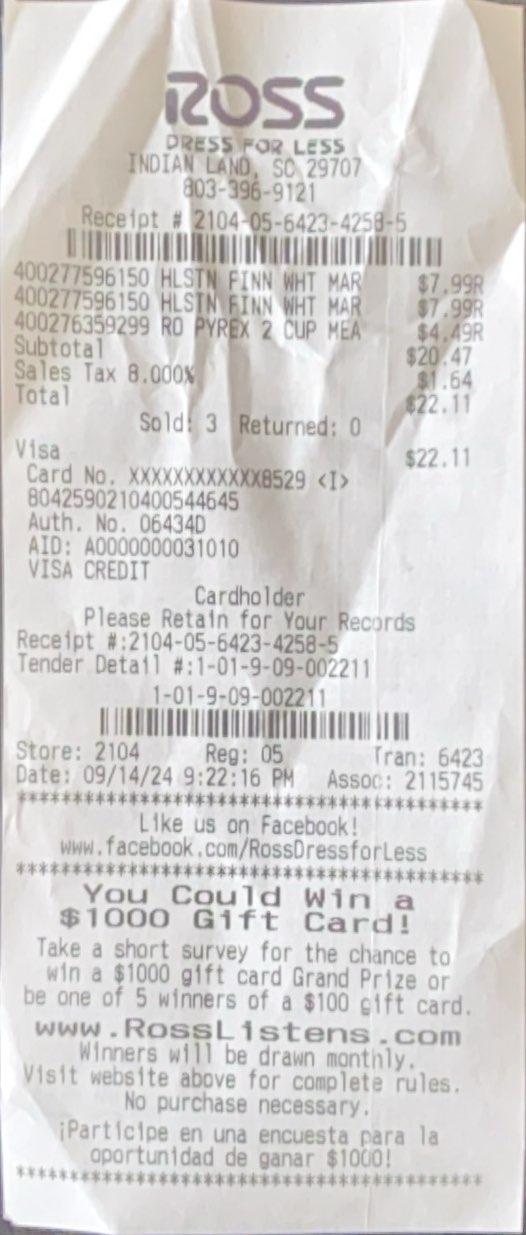 ROSS
DRESS FOR LESS
INDIAN LAND, SC 29707
803-396-9121
Receipt # 2104-05-6423-4258-5
400277596150 HLSTN FINN WHT MAR $7.99R
400277596150 HLSTN FINN WHT MAR $7.99R
400276359299 RO PYREX 2 CUP MEA $4.49R
Subtotal $20.47
Sales Tax 8.000% $1.64
Total $22.11
Sold: 3 Returned: 0
Visa $22.11
Card No. XXXXXXXXXXXX8529 <I>
80425902104005446​45
Auth. No. 06434D
AID: A0000000031010
VISA CREDIT
Cardholder
Please Retain for Your Records
Receipt #:2104-05-6423-4258-5
Tender Detail #:1-01-9-09-002211
1-01-9-09-002211
Store: 2104 Reg: 05 Tran: 6423
Date: 09/14/24 9:22:16 PM Assoc: 2115745
******************************************
Like us on Facebook!
www.facebook.com/RossDressforLess
******************************************
You Could Win a
$1000 Gift Card!
Take a short survey for the chance to
win a $1000 gift card Grand Prize or
be one of 5 winners of a $100 gift card.
www.RossListens.com
Winners will be drawn monthly.
Visit website above for complete rules.
No purchase necessary.
¡Participe en una encuesta para la
oportunidad de ganar $1000!
******************************************